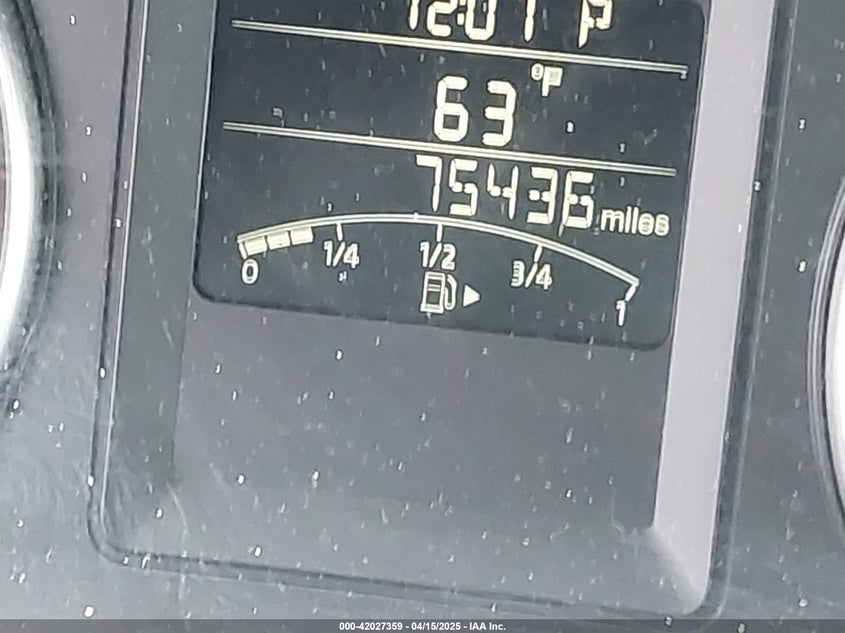 12:01 P
63 °F
75436 miles
0 1/4 1/2 3/4 1
000-42027359 - 04/15/2025 - IAA Inc.